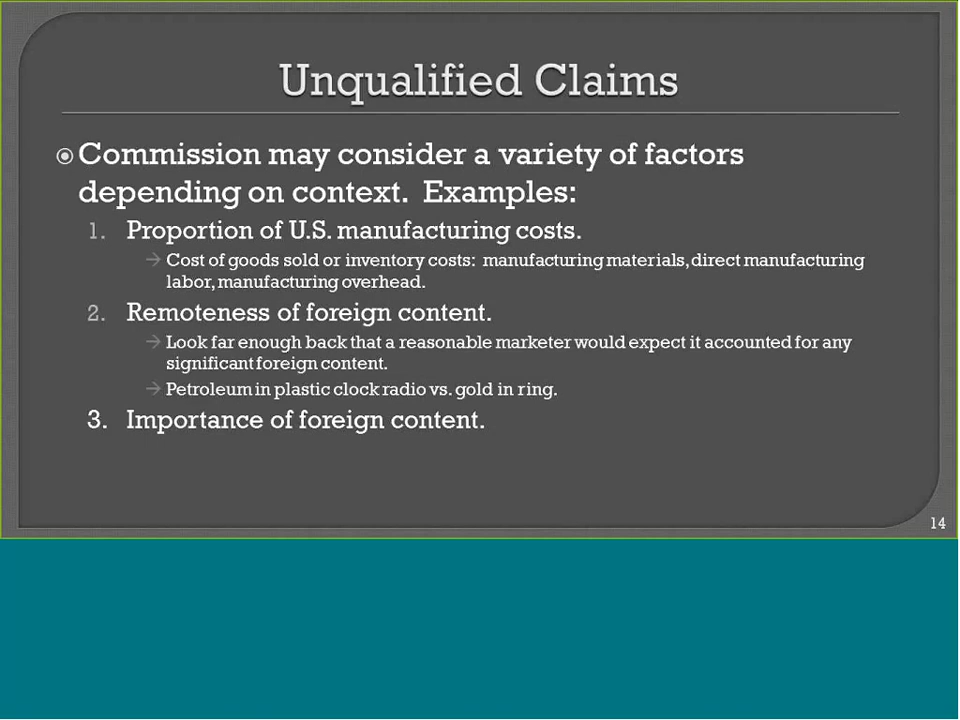 Unqualified Claims
Commission may consider a variety of factors
depending on context. Examples:
1. Proportion of U.S. manufacturing costs.
Cost of goods sold or inventory costs: manufacturing materials, direct manufacturing
labor, manufacturing overhead.
2. Remoteness of foreign content.
Look far enough back that a reasonable marketer would expect it accounted for any
significant foreign content.
Petroleum in plastic clock radio vs. gold in ring.
3. Importance of foreign content.
14